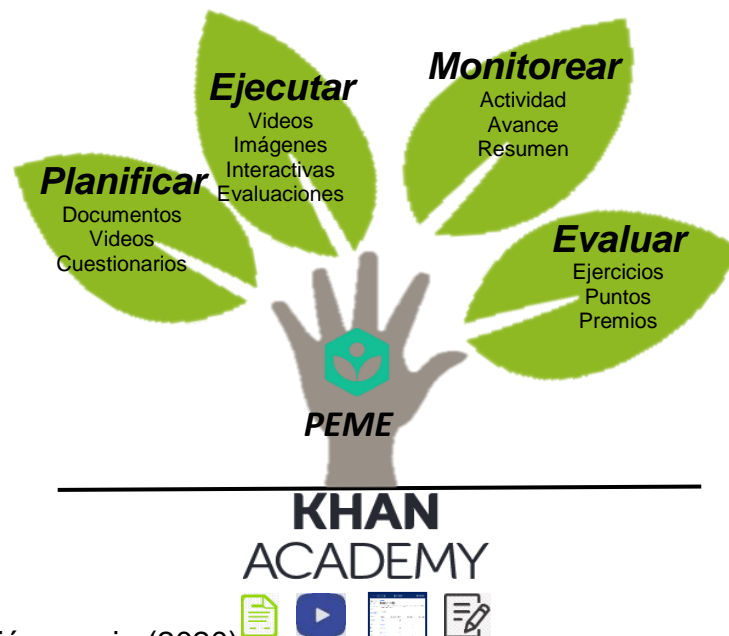 Planificar
Documentos
Videos
Cuestionarios
Ejecutar
Videos
Imágenes
Interactivas
Evaluaciones
Monitorear
Actividad
Avance
Resumen
Evaluar
Ejercicios
Puntos
Premios
PEME
KHAN
ACADEMY